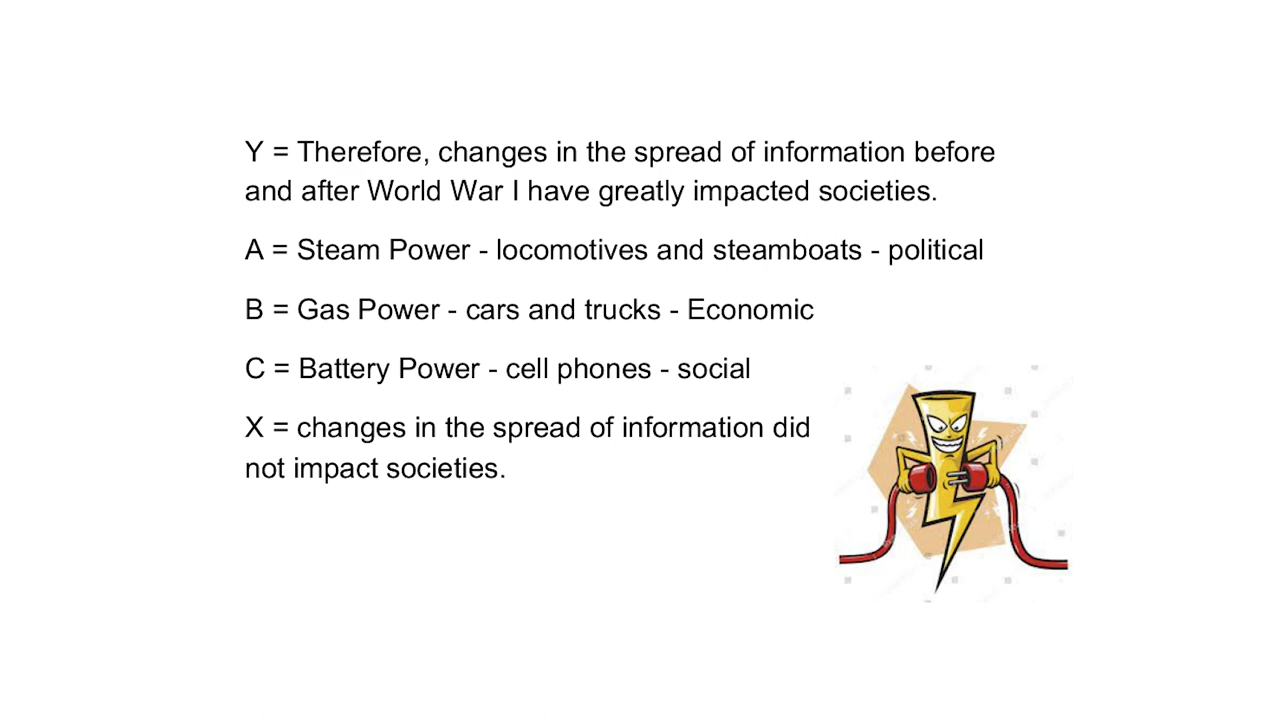 Y = Therefore, changes in the spread of information before
and after World War I have greatly impacted societies.
A = Steam Power - locomotives and steamboats - political
B = Gas Power - cars and trucks - Economic
C = Battery Power - cell phones - social
X = changes in the spread of information did
not impact societies.